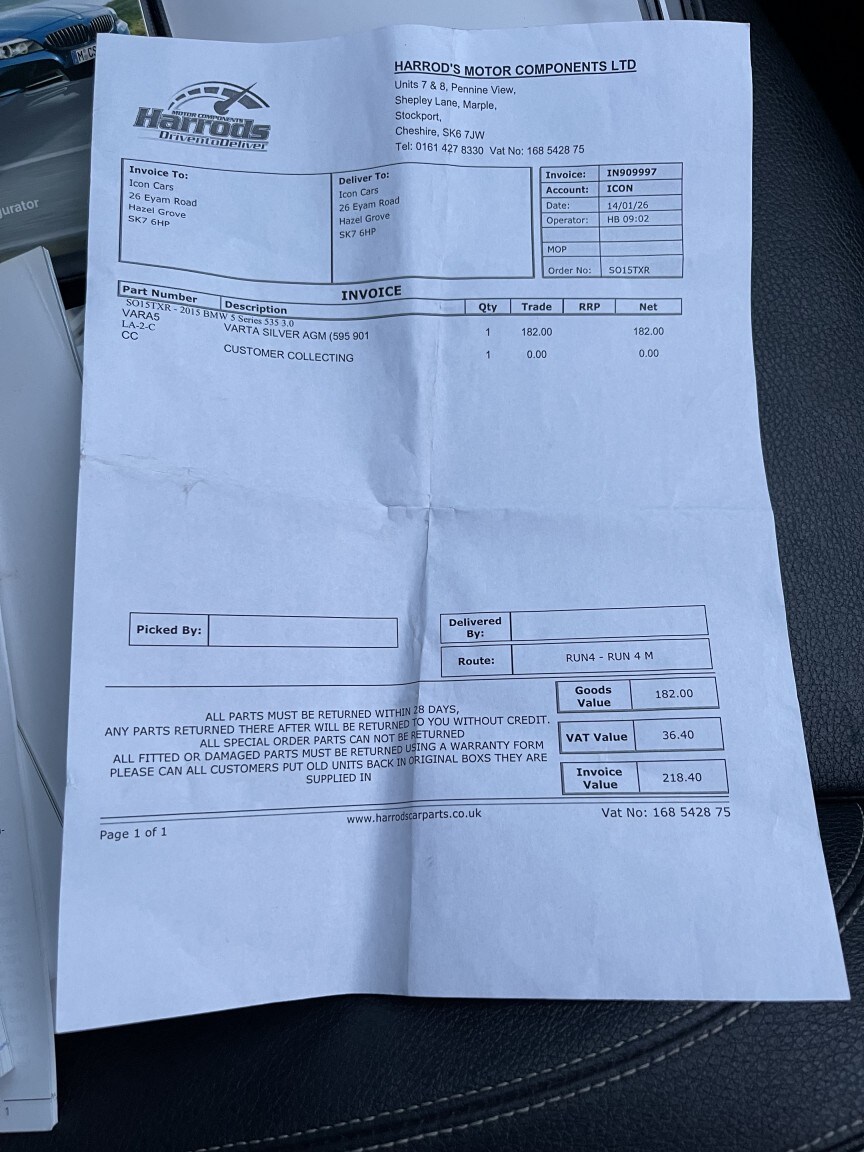 MOTOR COMPONENTS
Harrods
DriventoDeliver
HARROD'S MOTOR COMPONENTS LTD
Units 7 & 8, Pennine View,
Shepley Lane, Marple,
Stockport,
Cheshire, SK6 7JW
Tel: 0161 427 8330 Vat No: 168 5428 75
Invoice To:
Icon Cars
26 Eyam Road
Hazel Grove
SK7 6HP
Deliver To:
Icon Cars
26 Eyam Road
Hazel Grove
SK7 6HP
Invoice: IN909997
Account: ICON
Date: 14/01/26
Operator: HB 09:02
MOP
Order No: SO15TXR
INVOICE
Part Number Description Qty Trade RRP Net
SO15TXR - 2015 BMW 5 Series 535 3.0
VARA5 VARTA SILVER AGM (595 901 1 182.00 182.00
LA-2-C
CC CUSTOMER COLLECTING 1 0.00 0.00
Picked By:
Delivered By:
Route: RUN4 - RUN 4 M
ALL PARTS MUST BE RETURNED WITHIN 28 DAYS,
ANY PARTS RETURNED THERE AFTER WILL BE RETURNED TO YOU WITHOUT CREDIT.
ALL SPECIAL ORDER PARTS CAN NOT BE RETURNED
ALL FITTED OR DAMAGED PARTS MUST BE RETURNED USING A WARRANTY FORM
PLEASE CAN ALL CUSTOMERS PUT OLD UNITS BACK IN ORIGINAL BOXS THEY ARE
SUPPLIED IN
Goods Value 182.00
VAT Value 36.40
Invoice Value 218.40
Page 1 of 1
www.harrodscarparts.co.uk
Vat No: 168 5428 75
gurator
1